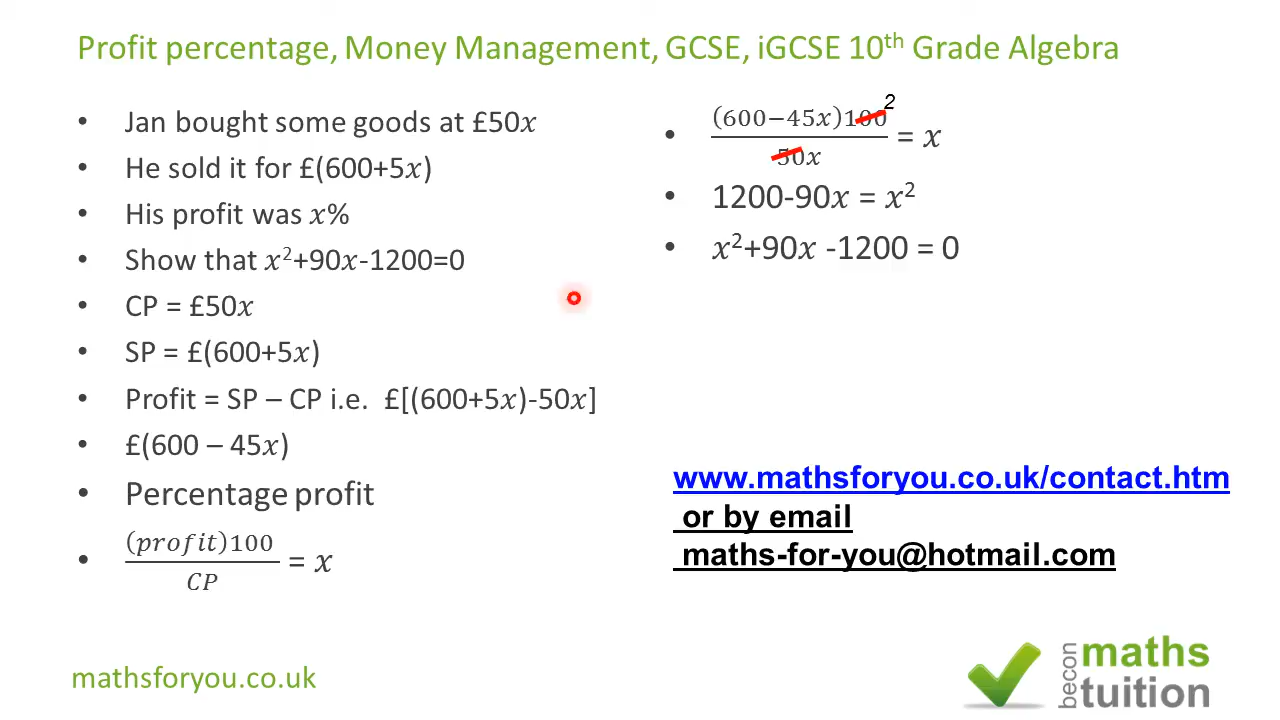 Profit percentage, Money Management, GCSE, iGCSE 10th Grade Algebra
• Jan bought some goods at £50𝑥
• He sold it for £(600+5𝑥)
• His profit was 𝑥%
• Show that 𝑥²+90𝑥-1200=0
• CP = £50𝑥
• SP = £(600+5𝑥)
• Profit = SP – CP i.e. £[(600+5𝑥)-50𝑥]
• £(600 – 45𝑥)
• Percentage profit
• (𝑝𝑟𝑜𝑓𝑖𝑡)100 / 𝐶𝑃 = 𝑥
• (600−45𝑥)100 2 / 50𝑥 = 𝑥
• 1200-90𝑥 = 𝑥²
• 𝑥²+90𝑥 -1200 = 0
www.mathsforyou.co.uk/contact.htm
or by email
maths-for-you@hotmail.com
mathsforyou.co.uk
becon
maths
tuition